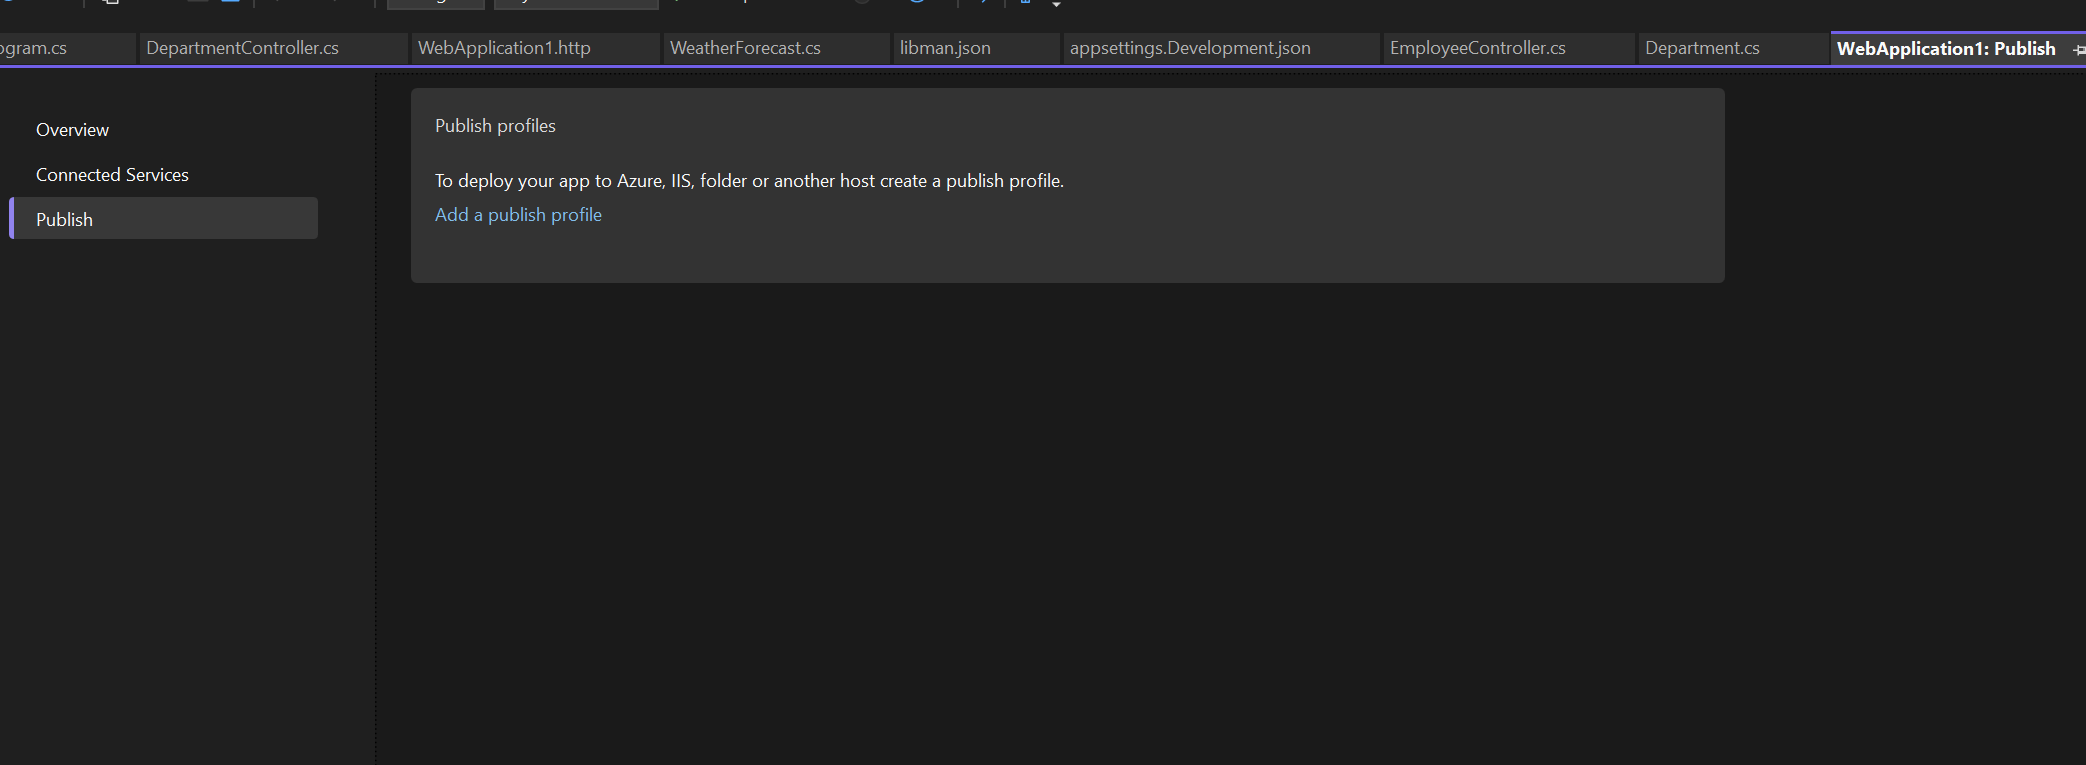 ogram.cs DepartmentController.cs WebApplication1.http WeatherForecast.cs libman.json appsettings.Development.json EmployeeController.cs Department.cs WebApplication1: Publish
Overview
Connected Services
Publish
Publish profiles
To deploy your app to Azure, IIS, folder or another host create a publish profile.
Add a publish profile